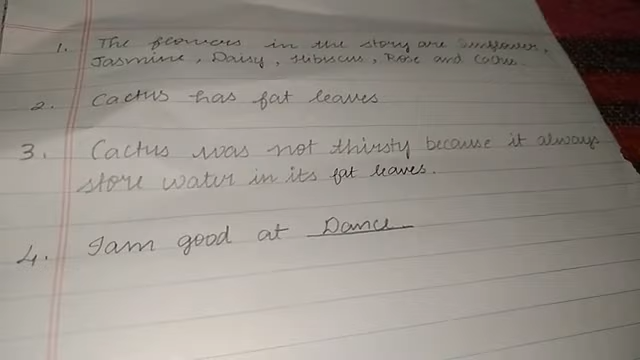 1. The flowers in the story are Sunflower,
Jasmine, Daisy, Hibiscus, Rose and Cactus.
2. Cactus has fat leaves
3. Cactus was not thirsty because it always
store water in its fat leaves.
4. I am good at Dance